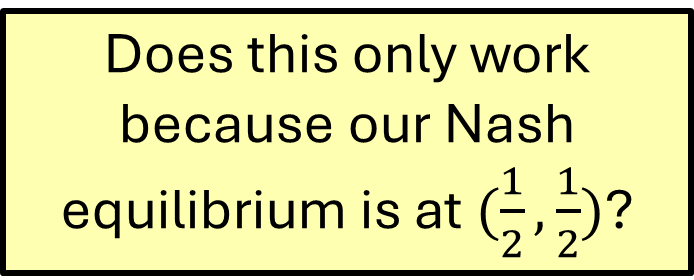 Does this only work
because our Nash
equilibrium is at (1/2, 1/2)?